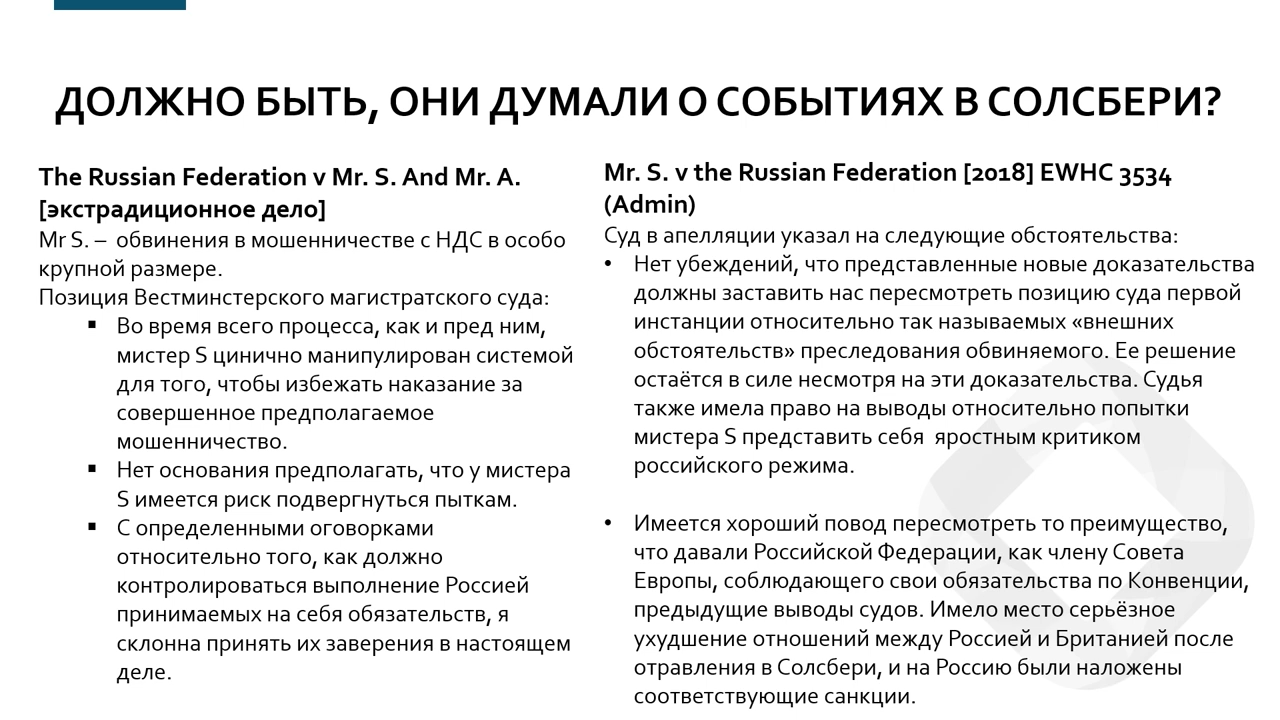 ДОЛЖНО БЫТЬ, ОНИ ДУМАЛИ О СОБЫТИЯХ В СОЛСБЕРИ?
The Russian Federation v Mr. S. And Mr. A.
[экстрадиционное дело]
Mr S. – обвинения в мошенничестве с НДС в особо
крупной размере.
Позиция Вестминстерского магистратского суда:
▪ Во время всего процесса, как и пред ним,
мистер S цинично манипулирован системой
для того, чтобы избежать наказание за
совершенное предполагаемое
мошенничество.
▪ Нет основания предполагать, что у мистера
S имеется риск подвергнуться пыткам.
▪ С определенными оговорками
относительно того, как должно
контролироваться выполнение Россией
принимаемых на себя обязательств, я
склонна принять их заверения в настоящем
деле.
Mr. S. v the Russian Federation [2018] EWHC 3534
(Admin)
Суд в апелляции указал на следующие обстоятельства:
• Нет убеждений, что представленные новые доказательства
должны заставить нас пересмотреть позицию суда первой
инстанции относительно так называемых «внешних
обстоятельств» преследования обвиняемого. Ее решение
остаётся в силе несмотря на эти доказательства. Судья
также имела право на выводы относительно попытки
мистера S представить себя яростным критиком
российского режима.
• Имеется хороший повод пересмотреть то преимущество,
что давали Российской Федерации, как члену Совета
Европы, соблюдающего свои обязательства по Конвенции,
предыдущие выводы судов. Имело место серьёзное
ухудшение отношений между Россией и Британией после
отравления в Солсбери, и на Россию были наложены
соответствующие санкции.